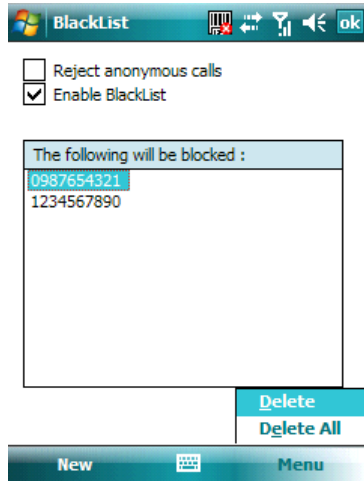 BlackList ok
Reject anonymous calls
Enable BlackList
The following will be blocked :
0987654321
1234567890
Delete
Delete All
New Menu